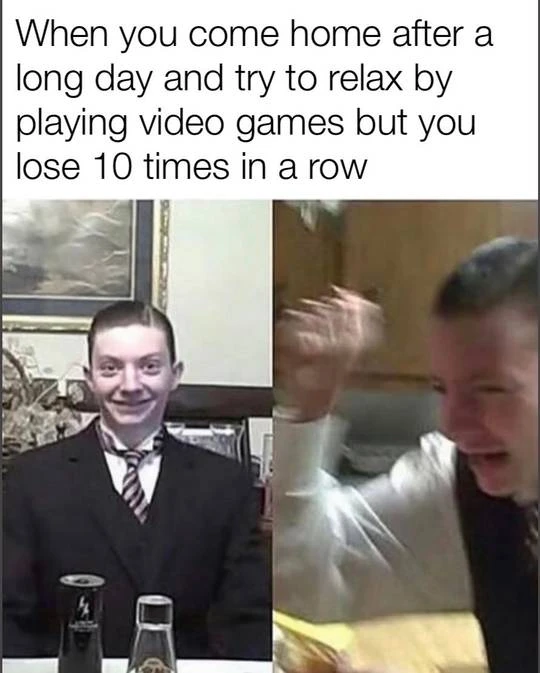 When you come home after a
long day and try to relax by
playing video games but you
lose 10 times in a row